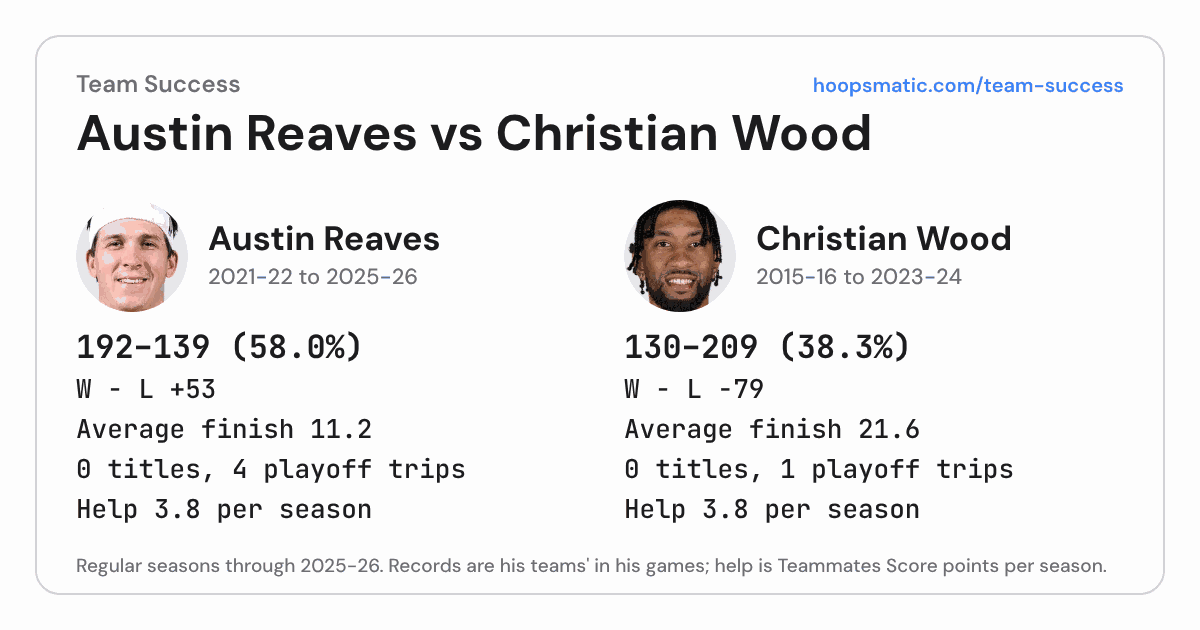 Team Success
hoopsmatic.com/team-success
Austin Reaves vs Christian Wood
Austin Reaves
2021-22 to 2025-26
192-139 (58.0%)
W - L +53
Average finish 11.2
0 titles, 4 playoff trips
Help 3.8 per season
Christian Wood
2015-16 to 2023-24
130-209 (38.3%)
W - L -79
Average finish 21.6
0 titles, 1 playoff trips
Help 3.8 per season
Regular seasons through 2025-26. Records are his teams' in his games; help is Teammates Score points per season.